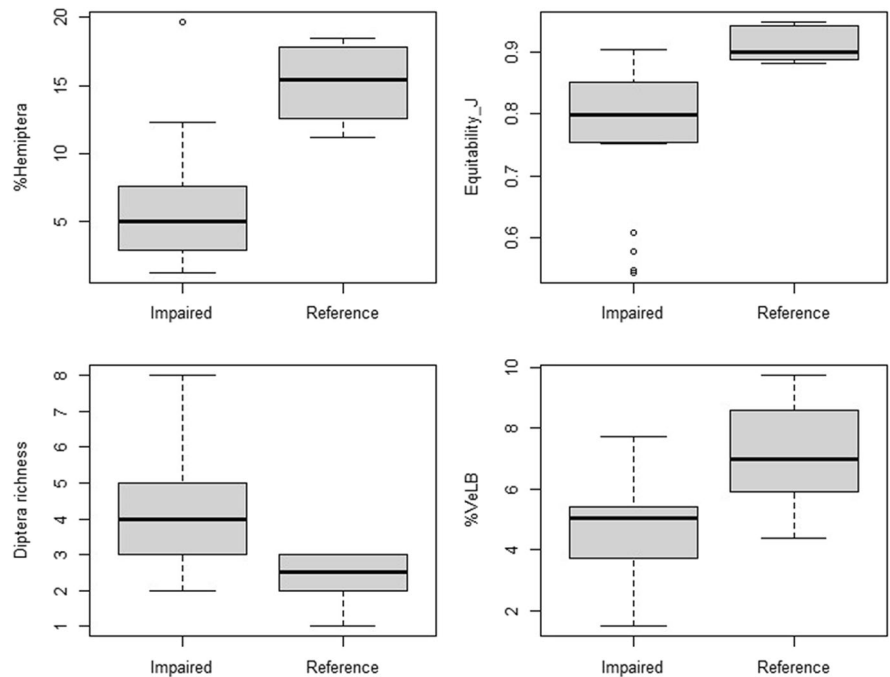 %Hemiptera
20
15
10
5
Impaired Reference
Equitability_J
0.9
0.8
0.7
0.6
Impaired Reference
Diptera richness
8
7
6
5
4
3
2
1
Impaired Reference
%VeLB
10
8
6
4
2
Impaired Reference